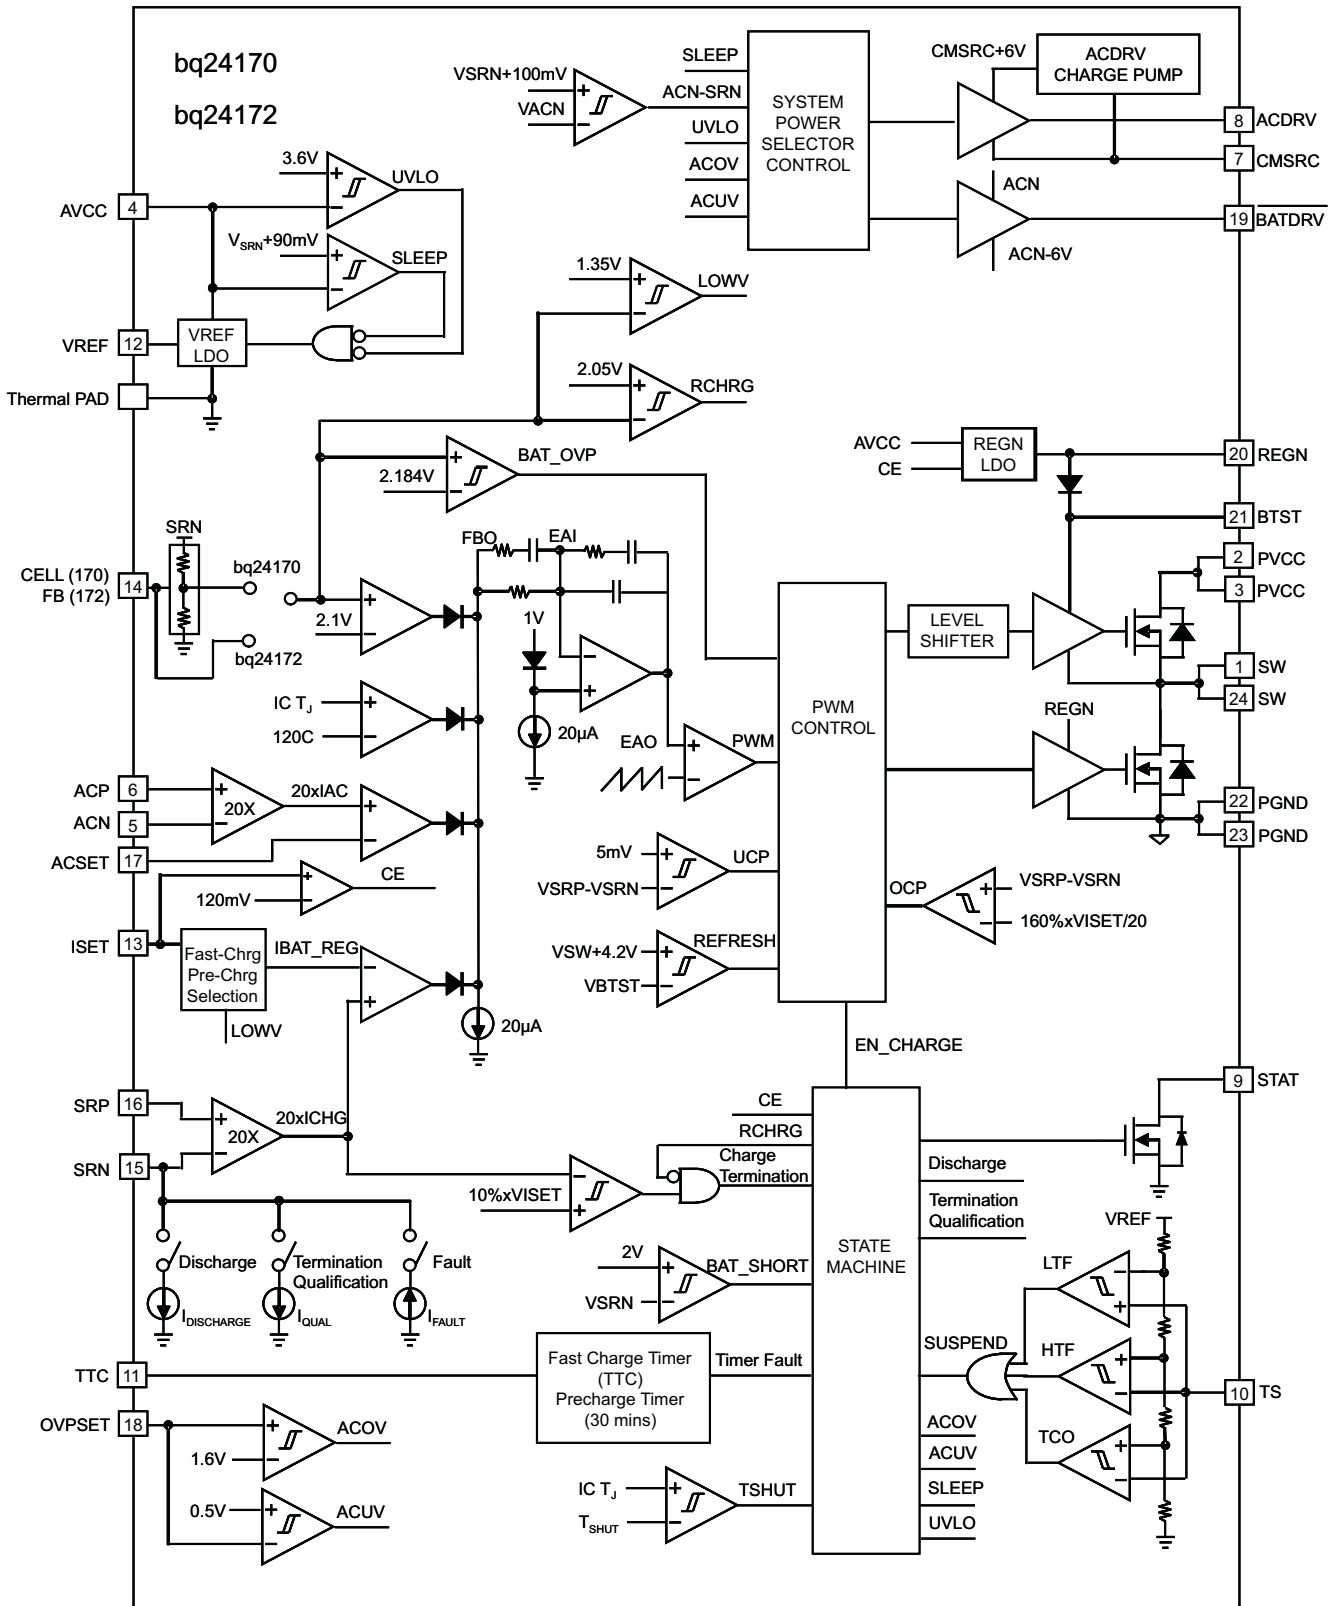 bq24170
bq24172
VSRN+100mV
VACN
SLEEP
ACN-SRN
UVLO
ACOV
ACUV
SYSTEM
POWER
SELECTOR
CONTROL
CMSRC+6V
ACDRV
CHARGE PUMP
8 ACDRV
7 CMSRC
ACN
19 BATDRV
ACN-6V
3.6V
UVLO
AVCC 4
VSRN+90mV
SLEEP
VREF 12
VREF
LDO
Thermal PAD
1.35V
LOWV
2.05V
RCHRG
BAT_OVP
2.184V
AVCC
CE
REGN
LDO
20 REGN
21 BTST
2 PVCC
3 PVCC
SRN
CELL (170)
FB (172)
14
bq24170
bq24172
2.1V
FBO
EAI
1V
20µA
EAO
PWM
LEVEL
SHIFTER
1 SW
24 SW
PWM
CONTROL
REGN
22 PGND
23 PGND
IC TJ
120C
ACP 6
ACN 5
20X
20xIAC
ACSET 17
CE
120mV
ISET 13
Fast-Chrg
Pre-Chrg
Selection
IBAT_REG
LOWV
20µA
5mV
UCP
VSRP-VSRN
OCP
VSRP-VSRN
160%xVISET/20
VSW+4.2V
REFRESH
VBTST
EN_CHARGE
SRP 16
SRN 15
20X
20xICHG
CE
RCHRG
Charge
Termination
10%xVISET
9 STAT
Discharge
Termination
Qualification
Discharge
Termination
Qualification
Fault
IDISCHARGE
IQUAL
IFAULT
2V
BAT_SHORT
VSRN
STATE
MACHINE
VREF
LTF
SUSPEND
HTF
TCO
10 TS
TTC 11
Fast Charge Timer
(TTC)
Precharge Timer
(30 mins)
Timer Fault
OVPSET 18
1.6V
ACOV
0.5V
ACUV
IC TJ
TSHUT
TSHUT
ACOV
ACUV
SLEEP
UVLO